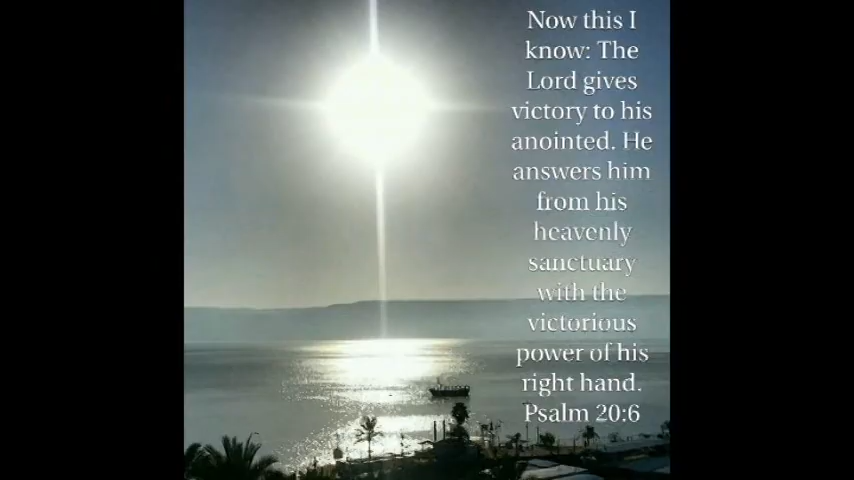 Now this I
know: The
Lord gives
victory to his
anointed. He
answers him
from his
heavenly
sanctuary
with the
victorious
power of his
right hand.
Psalm 20:6